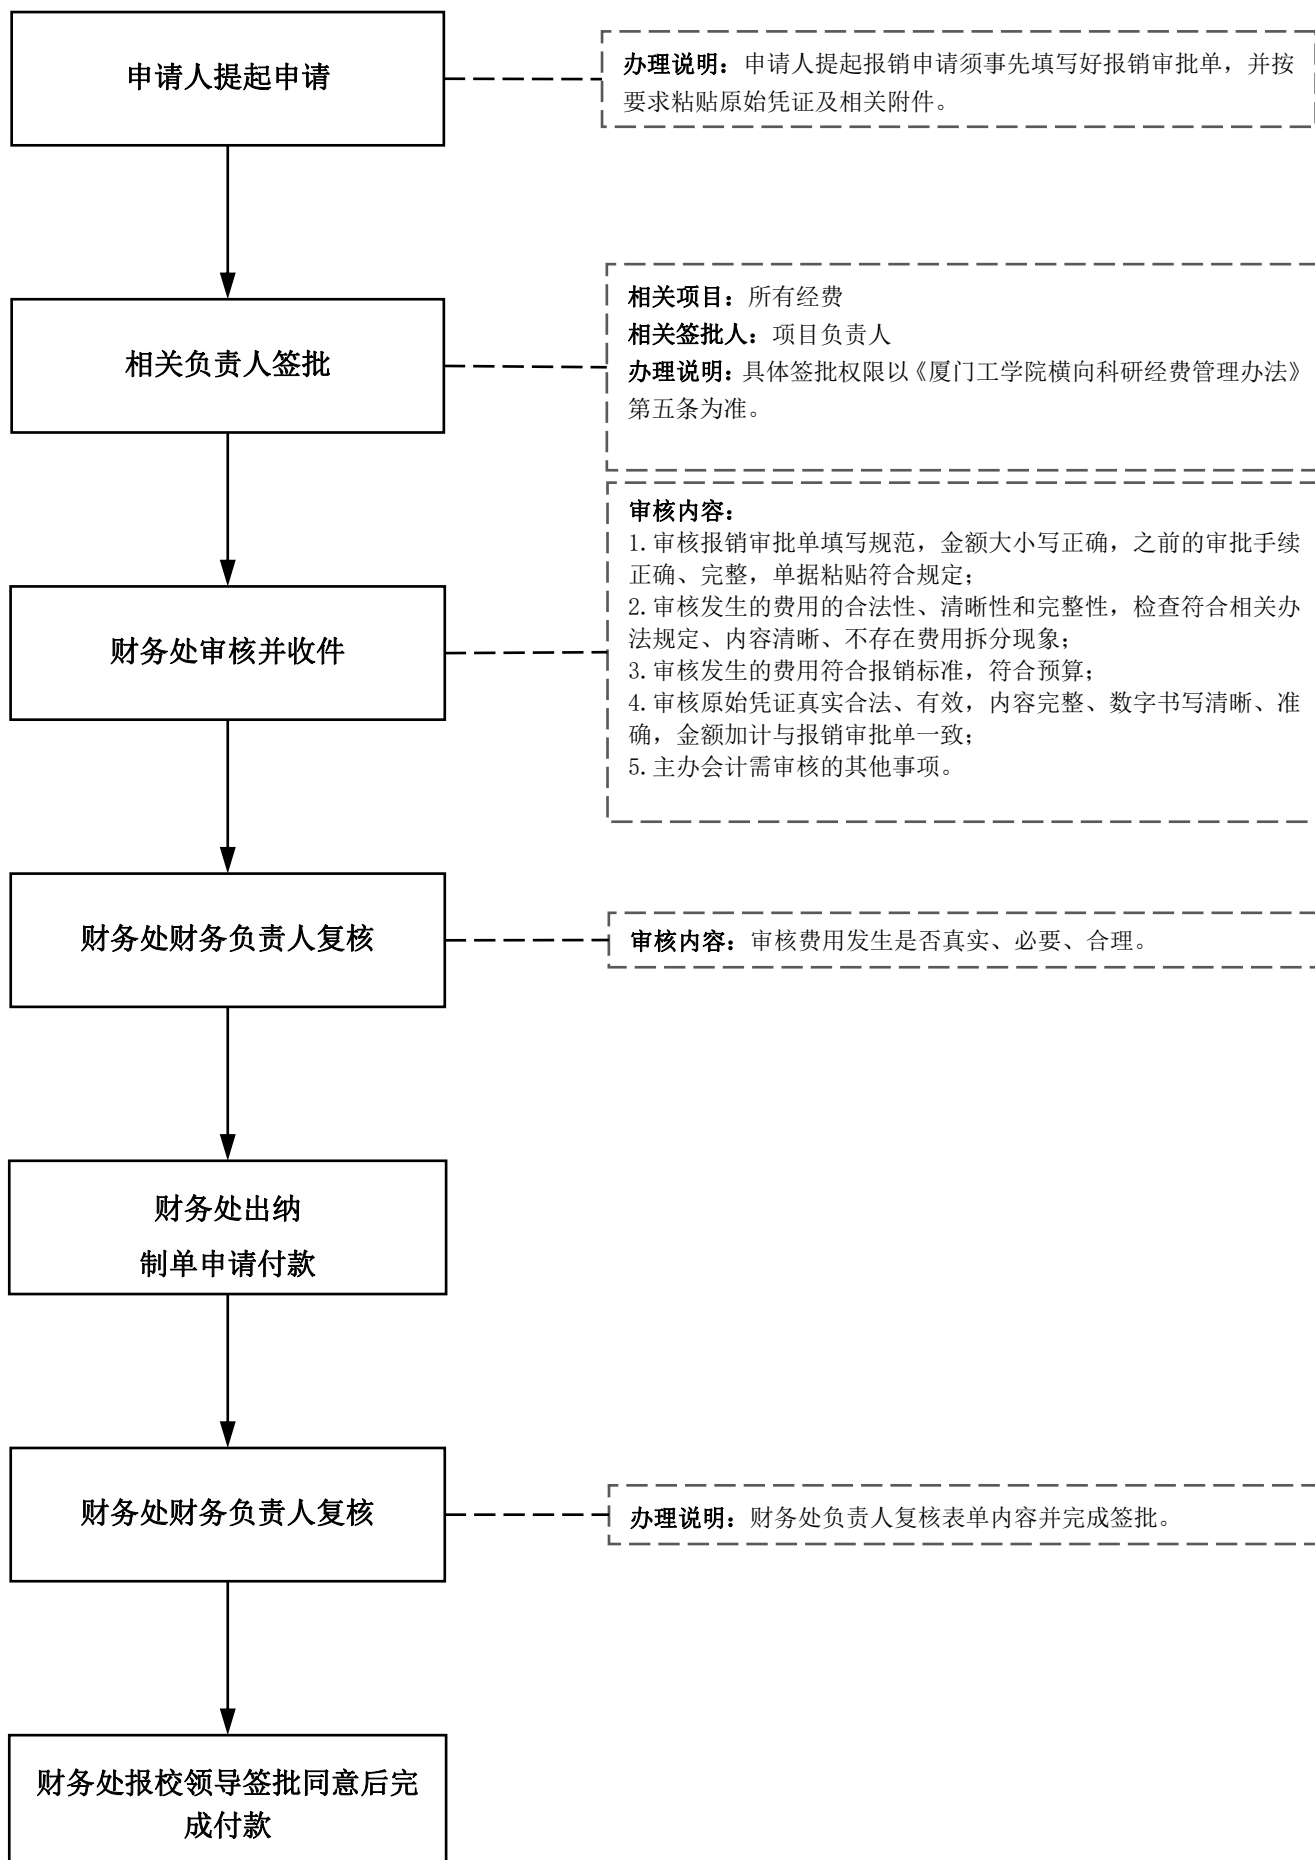 申请人提起申请
办理说明：申请人提起报销申请须事先填写好报销审批单，并按
要求粘贴原始凭证及相关附件。
相关负责人签批
相关项目：所有经费
相关签批人：项目负责人
办理说明：具体签批权限以《厦门工学院横向科研经费管理办法》
第五条为准。
财务处审核并收件
审核内容：
1.审核报销审批单填写规范，金额大小写正确，之前的审批手续
正确、完整，单据粘贴符合规定；
2.审核发生的费用的合法性、清晰性和完整性，检查符合相关办
法规定、内容清晰、不存在费用拆分现象；
3.审核发生的费用符合报销标准，符合预算；
4.审核原始凭证真实合法、有效，内容完整、数字书写清晰、准
确，金额加计与报销审批单一致；
5.主办会计需审核的其他事项。
财务处财务负责人复核
审核内容：审核费用发生是否真实、必要、合理。
财务处出纳
制单申请付款
财务处财务负责人复核
办理说明：财务处负责人复核表单内容并完成签批。
财务处报校领导签批同意后完
成付款